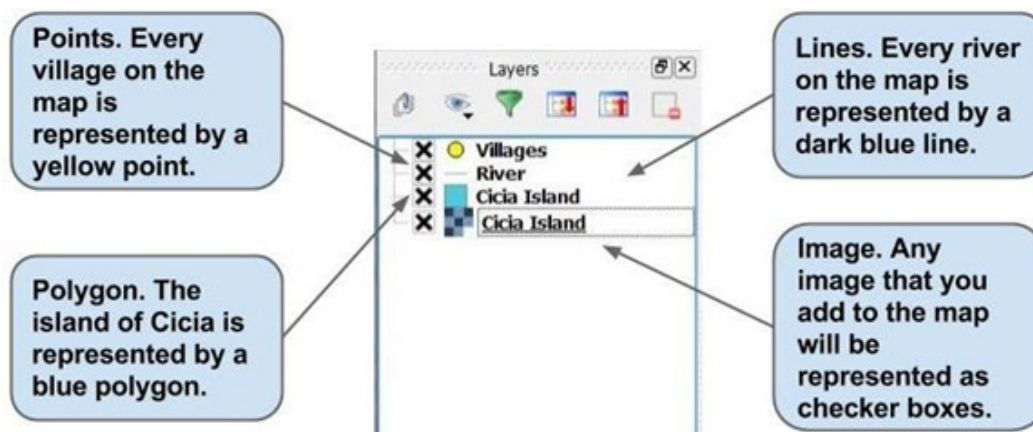 Points. Every
village on the
map is
represented by a
yellow point.
Layers
Villages
River
Cicia Island
Cicia Island
Lines. Every river
on the map is
represented by a
dark blue line.
Polygon. The
island of Cicia is
represented by a
blue polygon.
Image. Any
image that you
add to the map
will be
represented as
checker boxes.